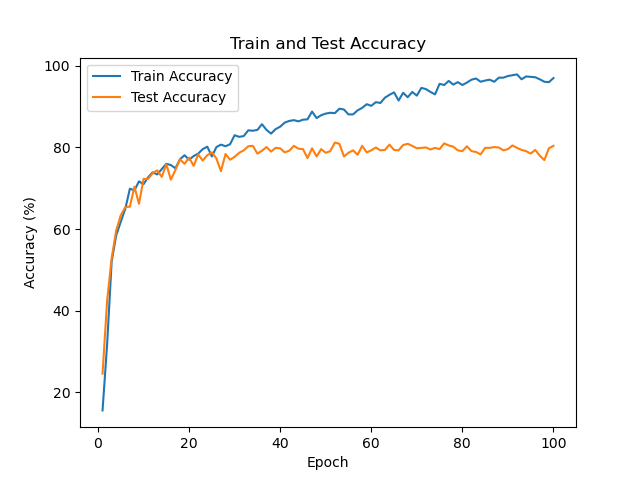 Train and Test Accuracy
Train Accuracy
Test Accuracy
100
80
60
40
20
Accuracy (%)
0 20 40 60 80 100
Epoch